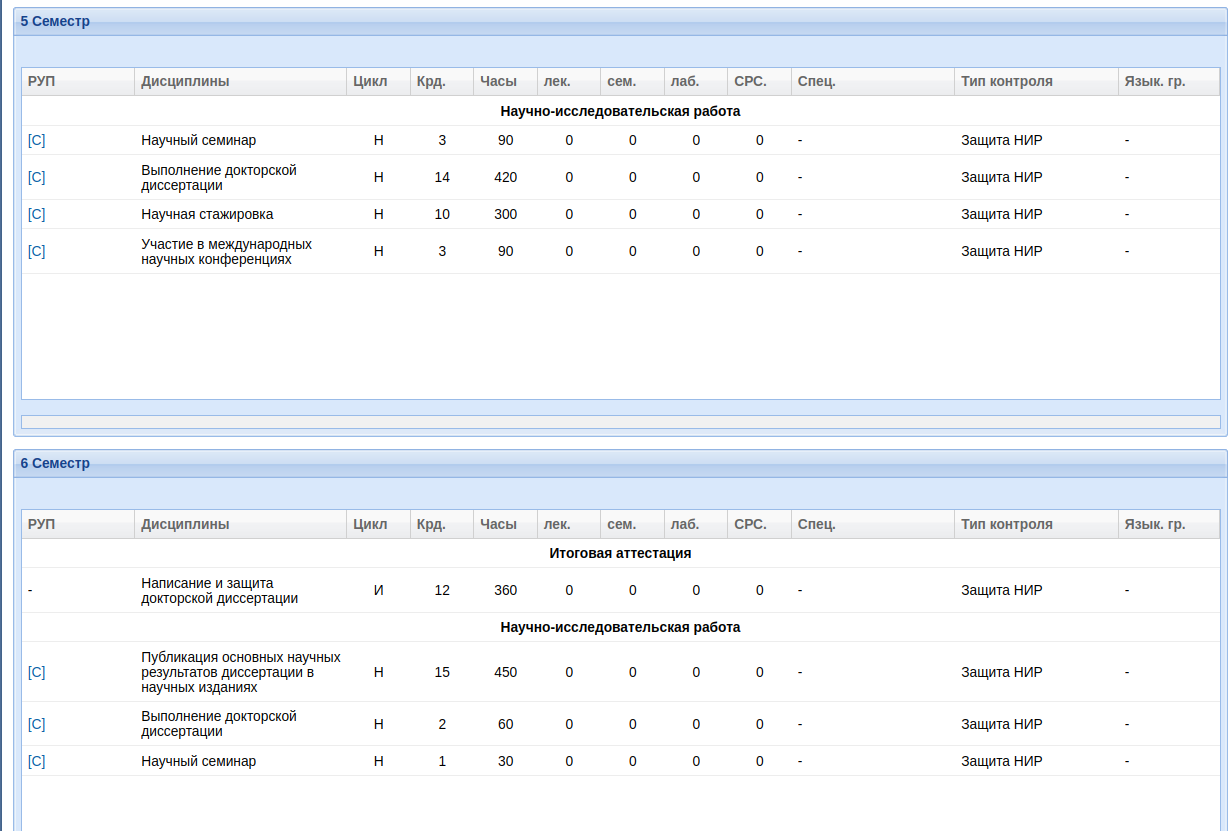 5 Семестр
РУП Дисциплины Цикл Крд. Часы лек. сем. лаб. СРС. Спец. Тип контроля Язык. гр.
Научно-исследовательская работа
[С] Научный семинар Н 3 90 0 0 0 0 - Защита НИР -
[С] Выполнение докторской
диссертации Н 14 420 0 0 0 0 - Защита НИР -
[С] Научная стажировка Н 10 300 0 0 0 0 - Защита НИР -
[С] Участие в международных
научных конференциях Н 3 90 0 0 0 0 - Защита НИР -
6 Семестр
РУП Дисциплины Цикл Крд. Часы лек. сем. лаб. СРС. Спец. Тип контроля Язык. гр.
Итоговая аттестация
- Написание и защита
докторской диссертации И 12 360 0 0 0 0 - Защита НИР -
Научно-исследовательская работа
[С] Публикация основных научных
результатов диссертации в
научных изданиях Н 15 450 0 0 0 0 - Защита НИР -
[С] Выполнение докторской
диссертации Н 2 60 0 0 0 0 - Защита НИР -
[С] Научный семинар Н 1 30 0 0 0 0 - Защита НИР -